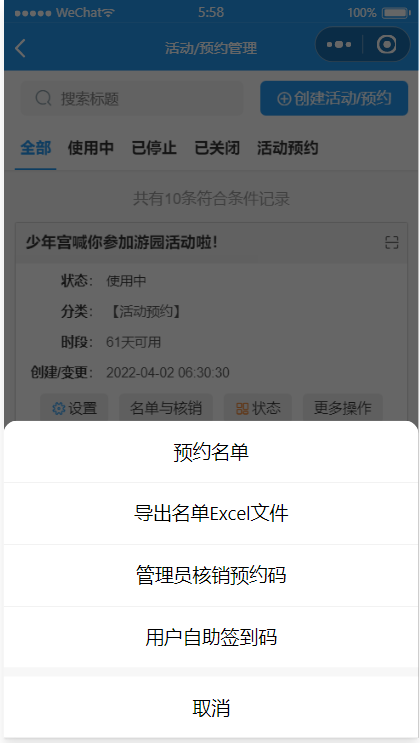 WeChat 5:58 100%
活动/预约管理
搜索标题 创建活动/预约
全部 使用中 已停止 已关闭 活动预约
共有10条符合条件记录
少年宫喊你参加游园活动啦！
状态： 使用中
分类： 【活动预约】
时段： 61天可用
创建/变更： 2022-04-02 06:30:30
设置 名单与核销 状态 更多操作
预约名单
导出名单Excel文件
管理员核销预约码
用户自助签到码
取消